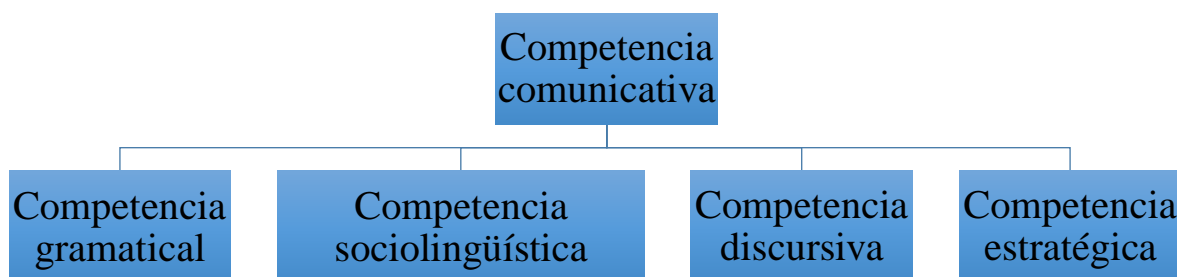 Competencia
comunicativa
Competencia
gramatical
Competencia
sociolingüística
Competencia
discursiva
Competencia
estratégica